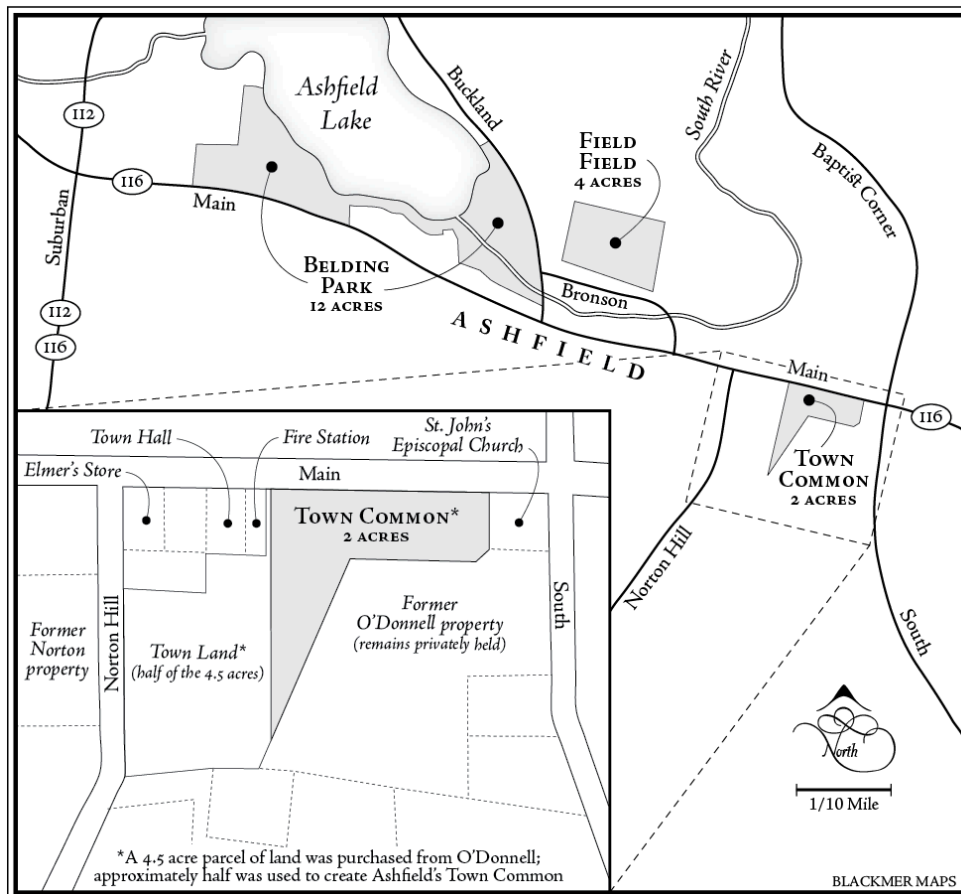 Ashfield
Lake
Buckland
South River
112
FIELD
FIELD
4 ACRES
Baptist Corner
116
Main
Suburban
BELDING
PARK
12 ACRES
Bronson
112
116
ASHFIELD
Main
116
TOWN
COMMON
2 ACRES
Norton Hill
South
North
1/10 Mile
Town Hall
Fire Station
St. John's
Episcopal Church
Elmer's Store
Main
TOWN COMMON*
2 ACRES
Former
Norton
property
Norton Hill
Town Land*
(half of the 4.5 acres)
Former
O'Donnell property
(remains privately held)
South
*A 4.5 acre parcel of land was purchased from O'Donnell;
approximately half was used to create Ashfield's Town Common
BLACKMER MAPS